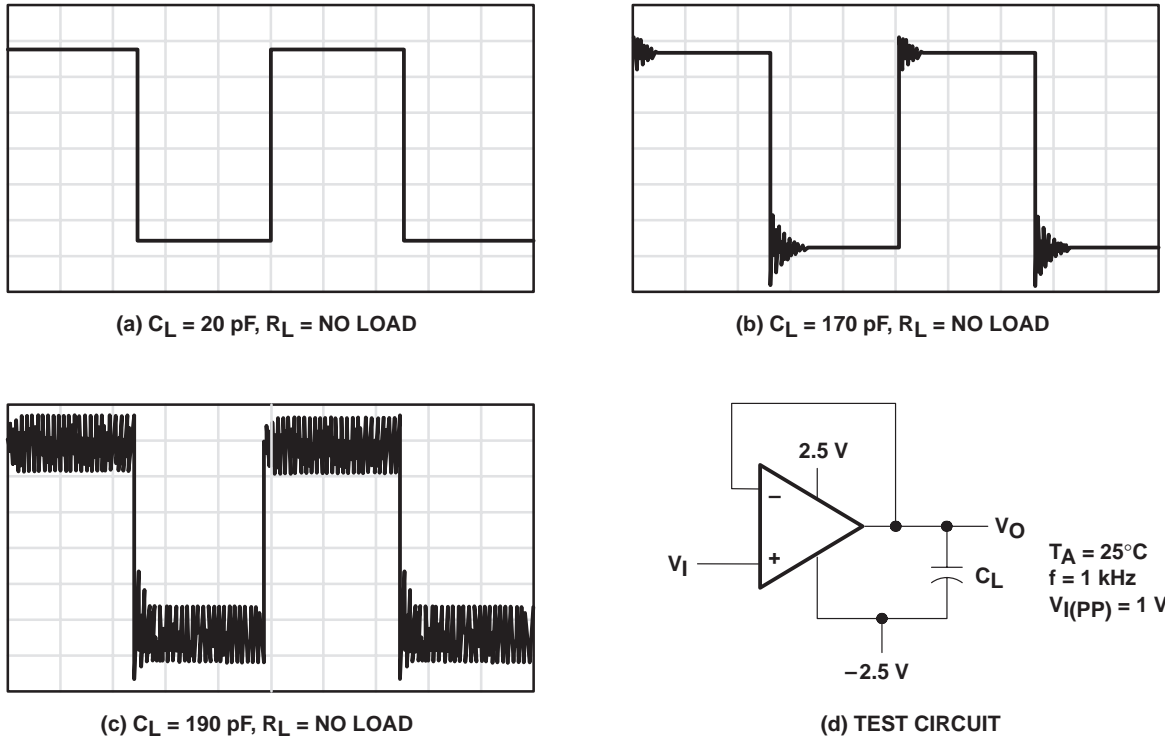 (a) CL = 20 pF, RL = NO LOAD
(b) CL = 170 pF, RL = NO LOAD
(c) CL = 190 pF, RL = NO LOAD
2.5 V
–
+
VI
VO
CL
–2.5 V
TA = 25°C
f = 1 kHz
VI(PP) = 1 V
(d) TEST CIRCUIT